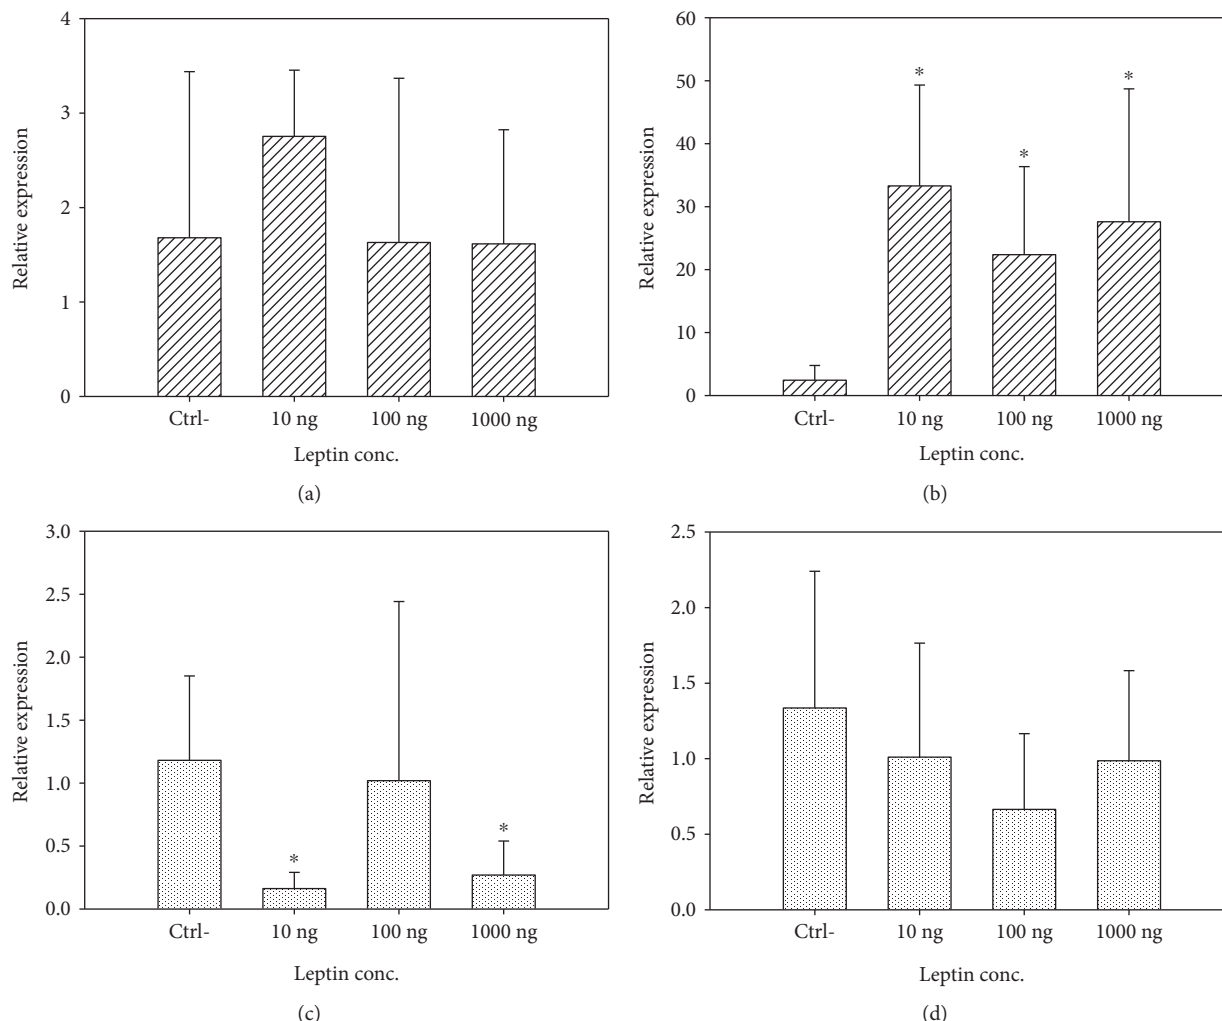 Relative expression
4
3
2
1
0
Ctrl-
10 ng
100 ng
1000 ng
Leptin conc.
(a)
Relative expression
60
50
40
30
20
10
0
*
*
*
Ctrl-
10 ng
100 ng
1000 ng
Leptin conc.
(b)
Relative expression
3.0
2.5
2.0
1.5
1.0
0.5
0.0
*
*
Ctrl-
10 ng
100 ng
1000 ng
Leptin conc.
(c)
Relative expression
2.5
2.0
1.5
1.0
0.5
0.0
Ctrl-
10 ng
100 ng
1000 ng
Leptin conc.
(d)